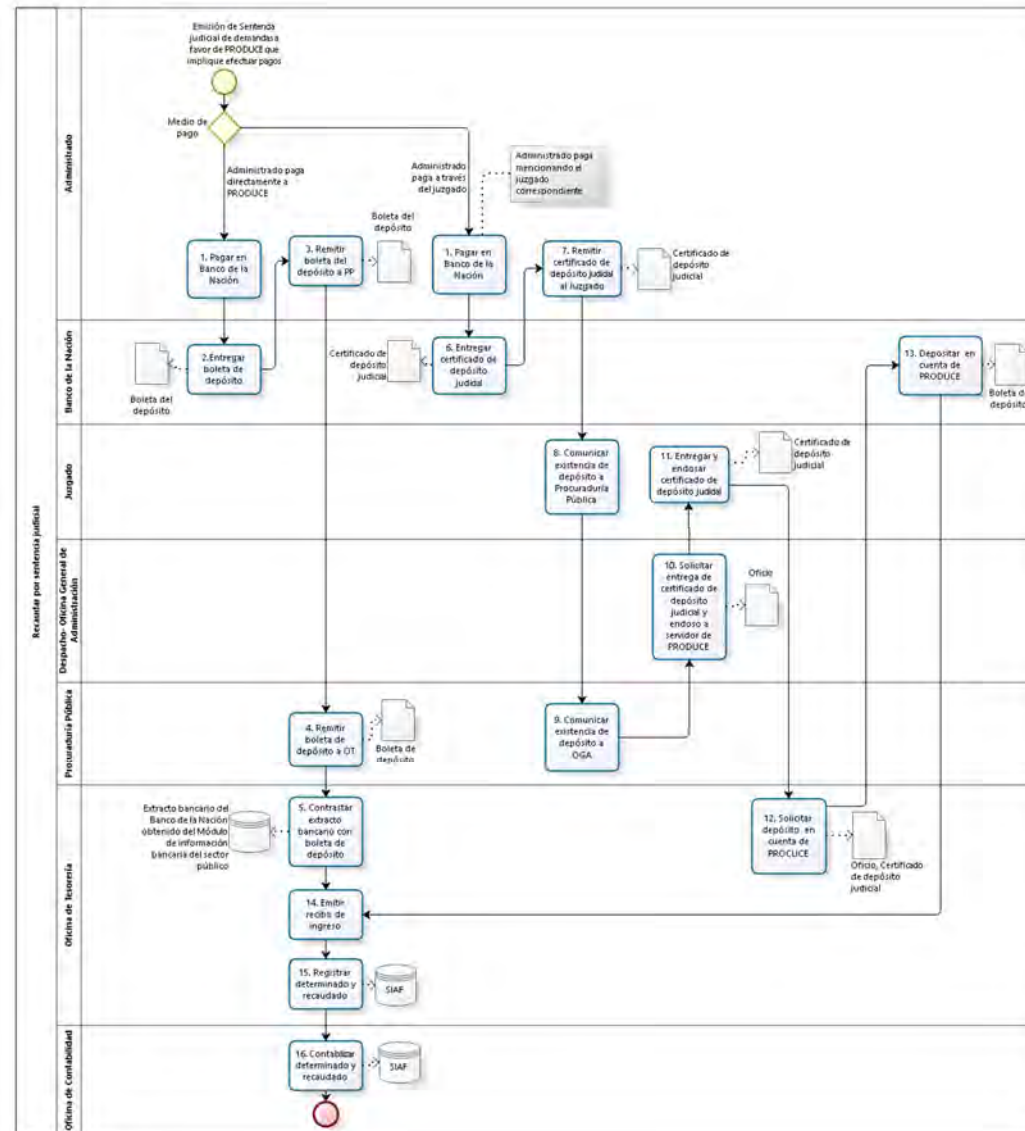 Recaudar por sentencia judicial
Administrado
Emisión de Sentencia
judicial de demandas a
favor de PRODUCE que
implique efectuar pagos
Medio de
pago
Administrado paga
directamente a
PRODUCE
Administrado
paga a través
del juzgado
Administrado paga
mencionando el
juzgado
correspondiente
1. Pagar en
Banco de la
Nación
3. Remitir
boleta del
depósito a PP
Boleta del
depósito
1. Pagar en
Banco de la
Nación
7. Remitir
certificado de
depósito judicial
al Juzgado
Certificado de
depósito
judicial
Banco de la Nación
Boleta del
depósito
2.Entregar
boleta de
depósito
Certificado de
depósito
judicial
6. Entregar
certificado de
depósito
judicial
13. Depositar en
cuenta de
PRODUCE
Boleta de
depósito
Juzgado
8. Comunicar
existencia de
depósito a
Procuraduría
Pública
11. Entregar y
endosar
certificado de
depósito judicial
Certificado de
depósito
judicial
Despacho- Oficina General de
Administración
10. Solicitar
entrega de
certificado de
depósito
judicial y
endoso a
servidor de
PRODUCE
Oficio
Procuraduría Pública
4. Remitir
boleta de
depósito a OT
Boleta de
depósito
9. Comunicar
existencia de
depósito a
OGA
Oficina de Tesorería
Extracto bancario del
Banco de la Nación
obtenido del Módulo
de información
bancaria del sector
público
5. Contrastar
extracto
bancario con
boleta de
depósito
12. Solicitar
depósito en
cuenta de
PROCLICE
Oficio, Certificado
de depósito
judicial
14. Emitir
recibo de
ingreso
15. Registrar
determinado y
recaudado
SIAF
Oficina de Contabilidad
16. Contabilizar
determinado y
recaudado
SIAF